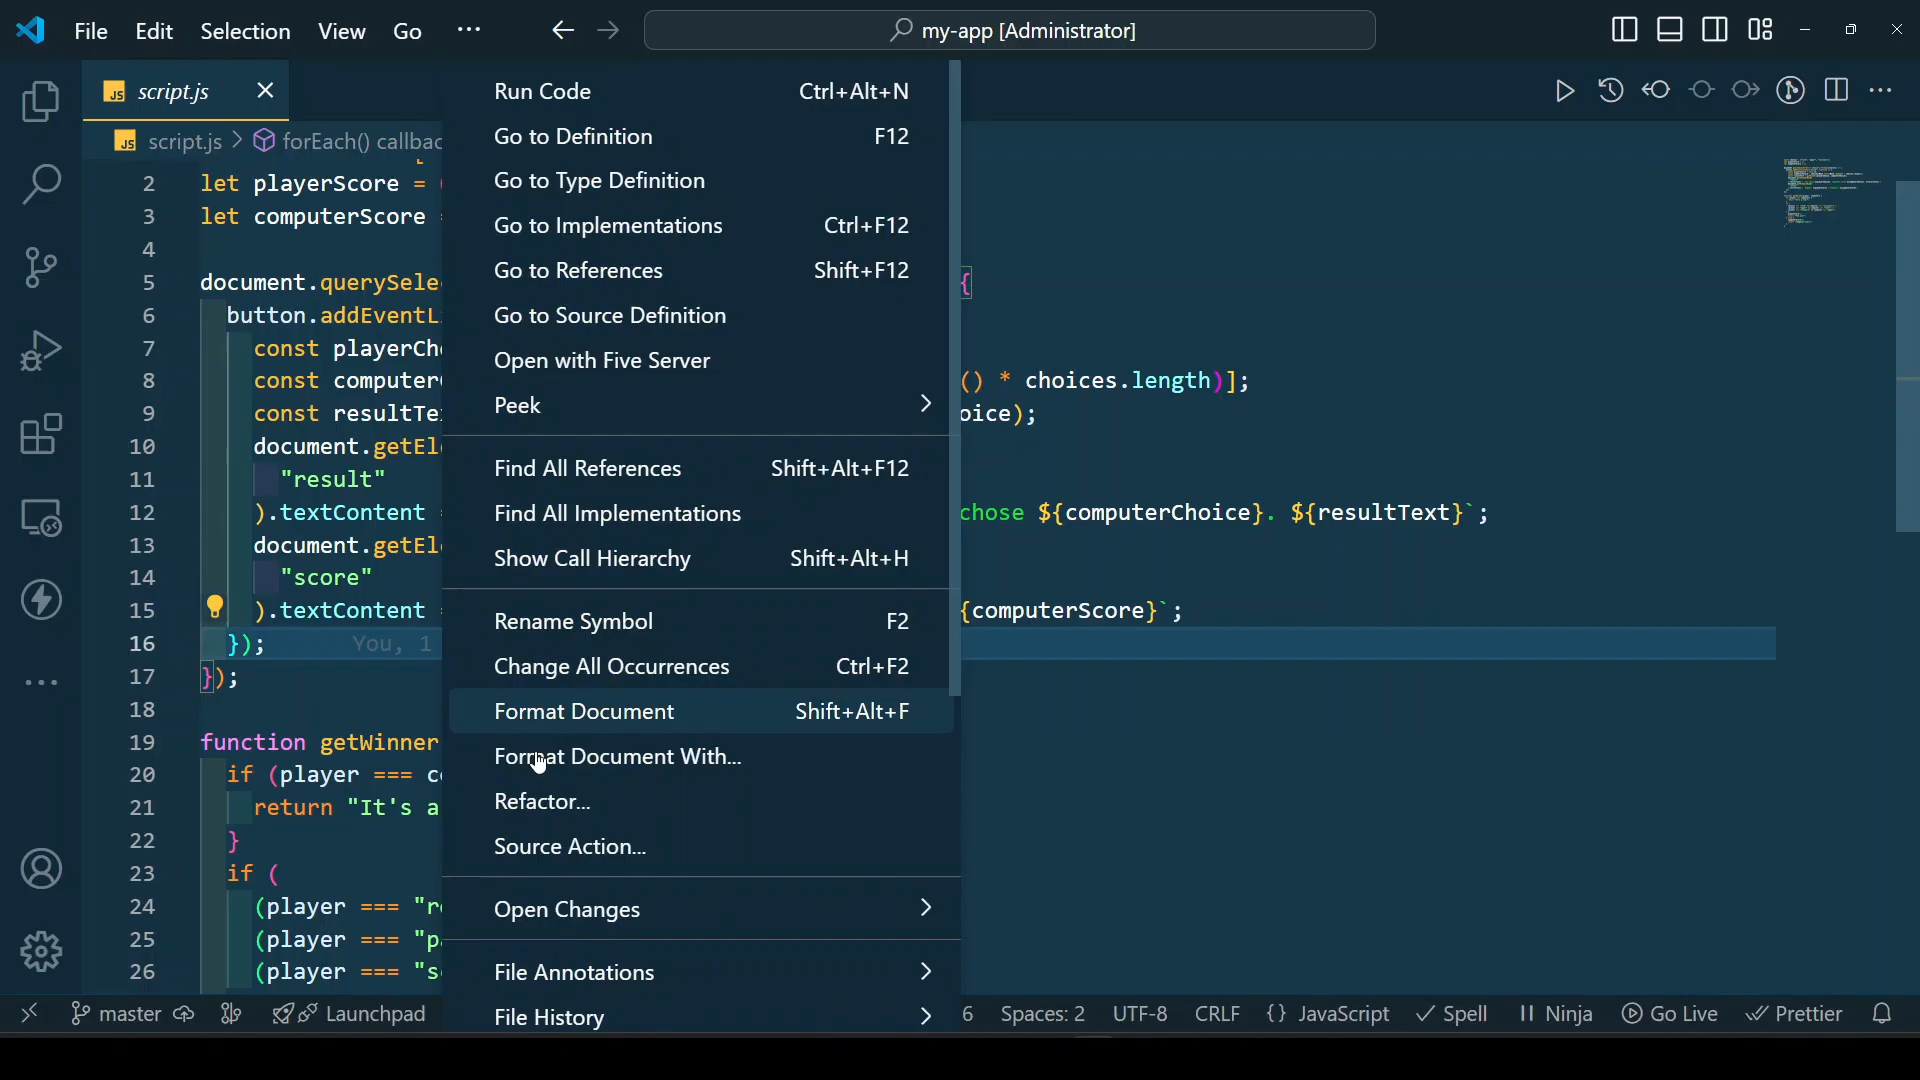 File Edit Selection View Go ··· my-app [Administrator]
JS script.js
JS script.js > forEach() callbac
Run Code Ctrl+Alt+N
Go to Definition F12
Go to Type Definition
Go to Implementations Ctrl+F12
Go to References Shift+F12
Go to Source Definition
Open with Five Server
Peek
Find All References Shift+Alt+F12
Find All Implementations
Show Call Hierarchy Shift+Alt+H
Rename Symbol F2
Change All Occurrences Ctrl+F2
Format Document Shift+Alt+F
Format Document With...
Refactor...
Source Action...
Open Changes
File Annotations
File History
2 let playerScore =
3 let computerScore
4
5 document.querySele {
6 button.addEventL
7 const playerCh
8 const computer () * choices.length)];
9 const resultTe oice);
10 document.getEl
11 "result"
12 ).textContent chose ${computerChoice}. ${resultText}`;
13 document.getEl
14 "score"
15 ).textContent {computerScore}`;
16 }); You, 1
17 });
18
19 function getWinner
20 if (player === c
21 return "It's a
22 }
23 if (
24 (player === "r
25 (player === "p
26 (player === "s
master Launchpad 6 Spaces: 2 UTF-8 CRLF {} JavaScript Spell Ninja Go Live Prettier